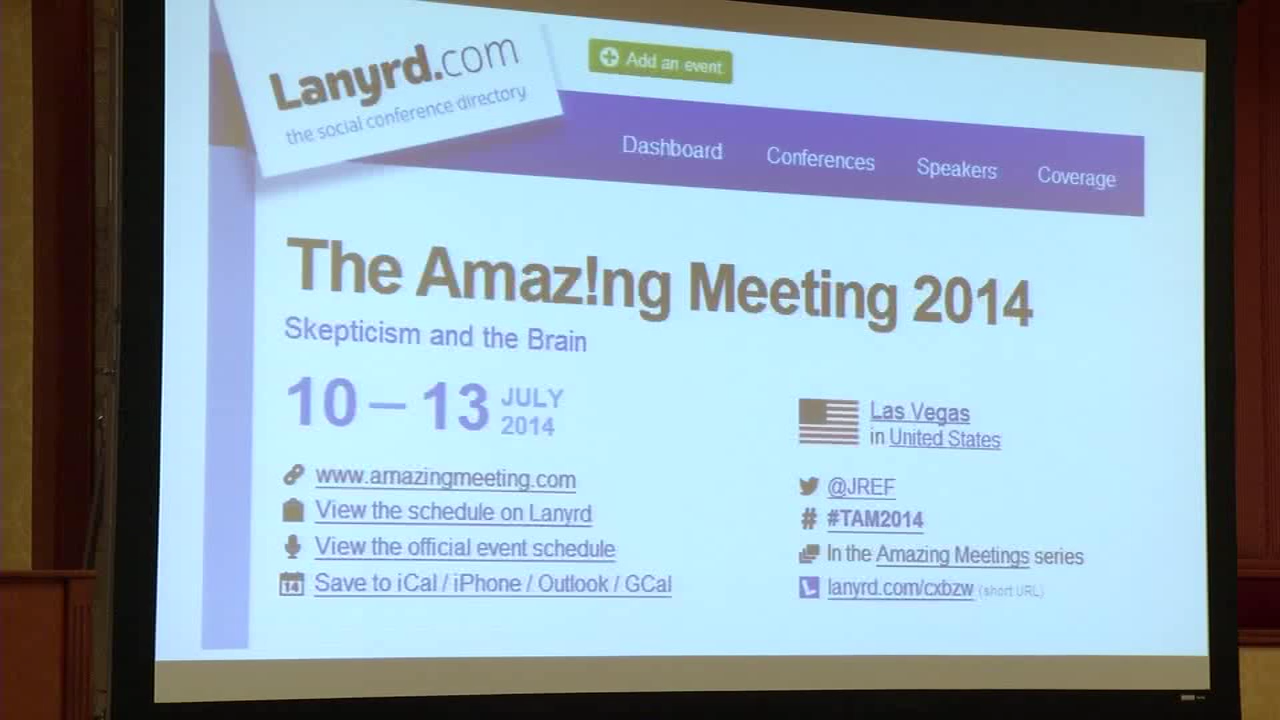 Lanyrd.com
the social conference directory
Add an event
Dashboard Conferences Speakers Coverage
The Amaz!ng Meeting 2014
Skepticism and the Brain
10 – 13 JULY 2014
Las Vegas
in United States
www.amazingmeeting.com
View the schedule on Lanyrd
View the official event schedule
14 Save to iCal / iPhone / Outlook / GCal
@JREF
# #TAM2014
In the Amazing Meetings series
lanyrd.com/cxbzw (short URL)